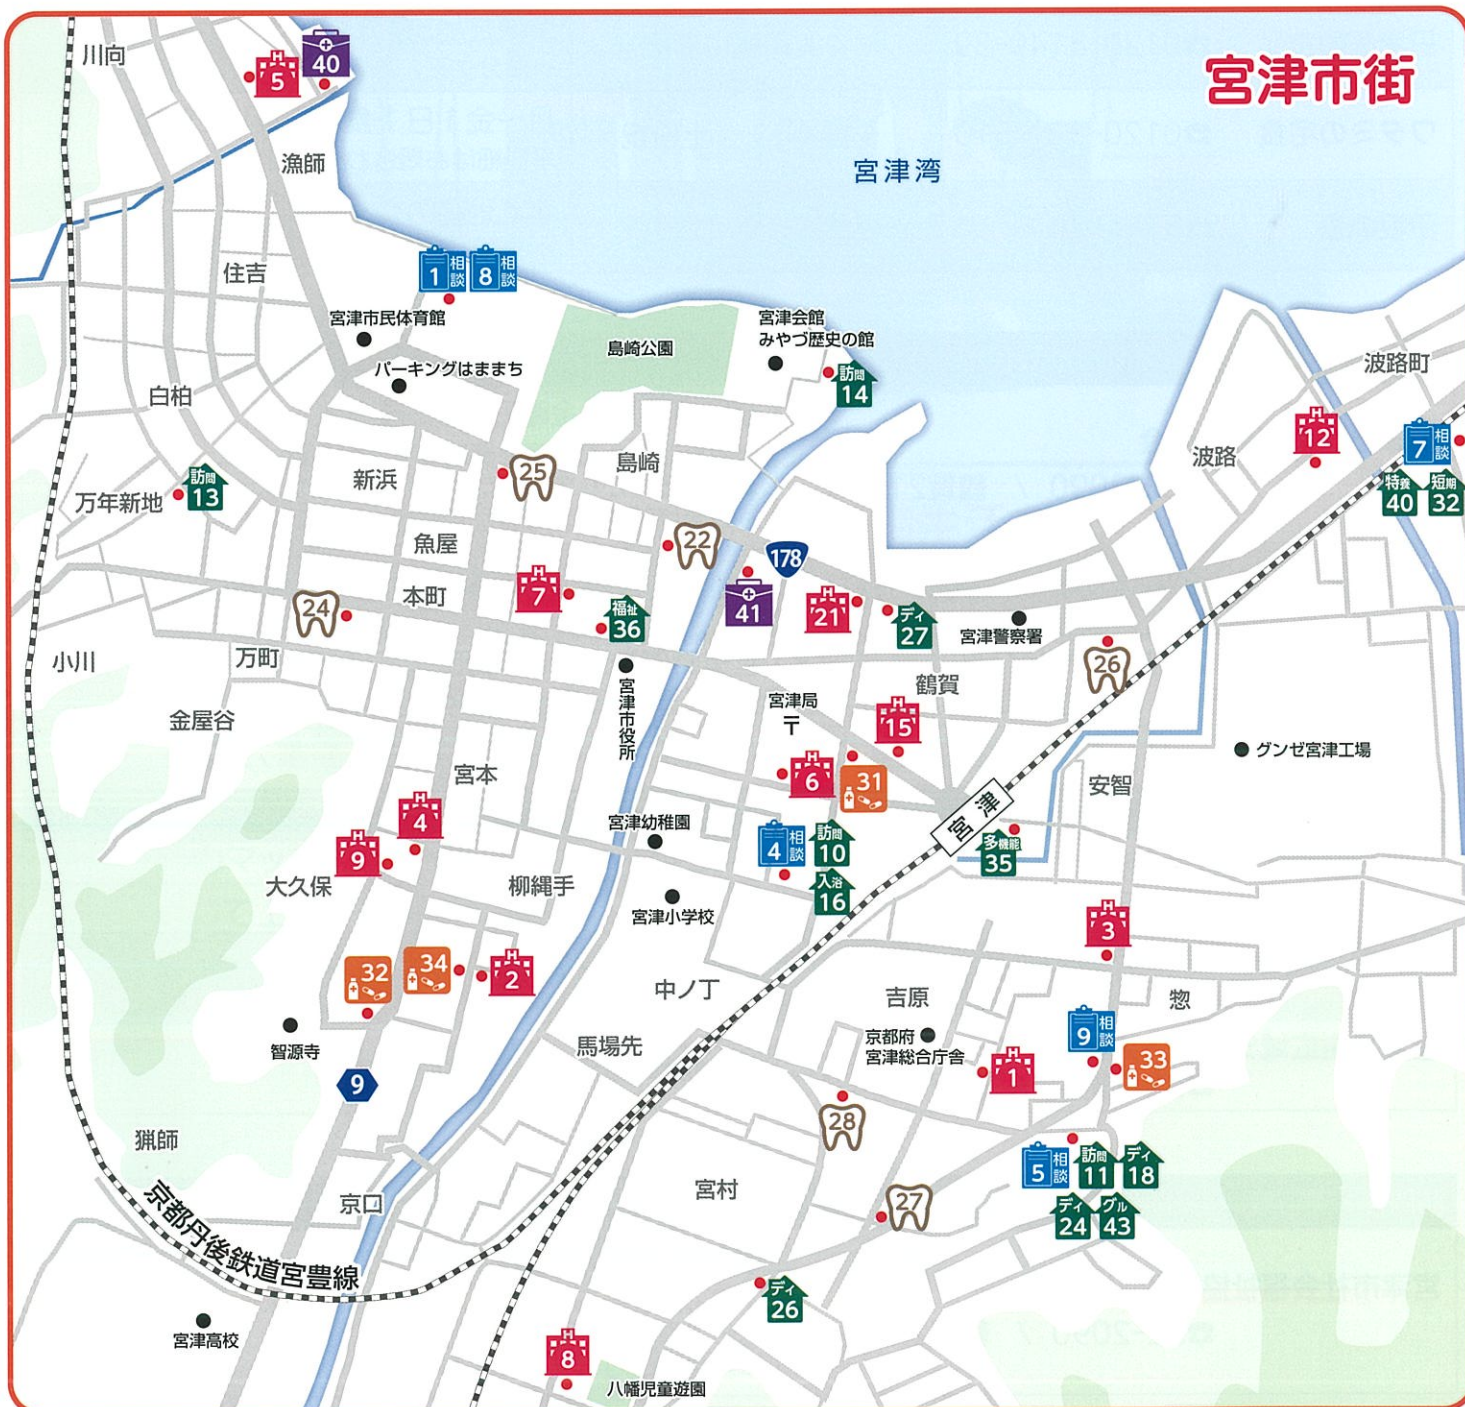 宮津市街
川向
5
40
漁師
宮津湾
住吉
1 相談
8 相談
宮津市民体育館
パーキングはままち
島崎公園
宮津会館
みやづ歴史の館
訪問
14
波路町
白柏
12
7 相談
波路
特養
40
短期
32
新浜
25
島崎
訪問
13
万年新地
魚屋
22
178
本町
7
41
21
24
福祉
36
デイ
27
宮津警察署
26
小川
万町
宮津市役所
鶴賀
金屋谷
宮津局
〒
15
グンゼ宮津工場
宮本
6
31
安智
宮津
4
宮津幼稚園
4 相談
訪問
10
多機能
35
9
大久保
柳縄手
入浴
16
宮津小学校
3
32
34
2
中ノ丁
吉原
惣
智源寺
馬場先
京都府
宮津総合庁舎
9 相談
33
1
9
28
猟師
5 相談
訪問
11
デイ
18
宮村
27
デイ
24
グル
43
京口
京都丹後鉄道宮豊線
デイ
26
宮津高校
8
八幡児童遊園